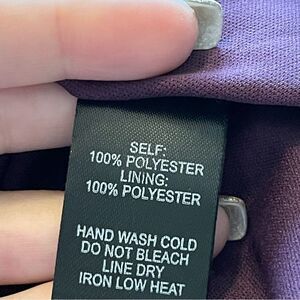 SELF:
100% POLYESTER
LINING:
100% POLYESTER
HAND WASH COLD
DO NOT BLEACH
LINE DRY
IRON LOW HEAT